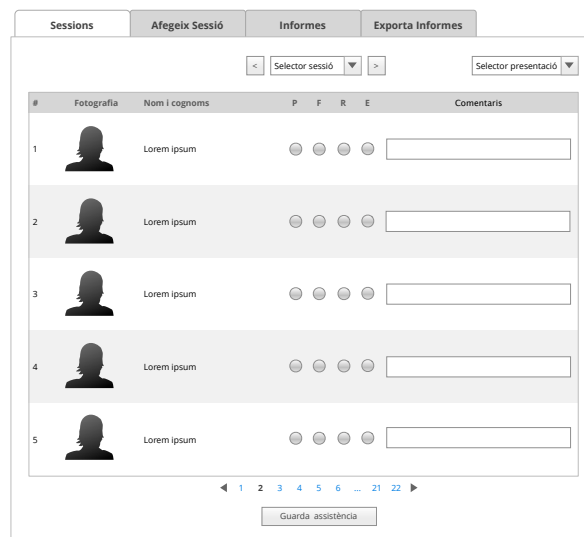 Sessions Afegeix Sessió Informes Exporta Informes
< Selector sessió > Selector presentació
# Fotografia Nom i cognoms P F R E Comentaris
1 Lorem ipsum
2 Lorem ipsum
3 Lorem ipsum
4 Lorem ipsum
5 Lorem ipsum
1 2 3 4 5 6 ... 21 22
Guarda assistència